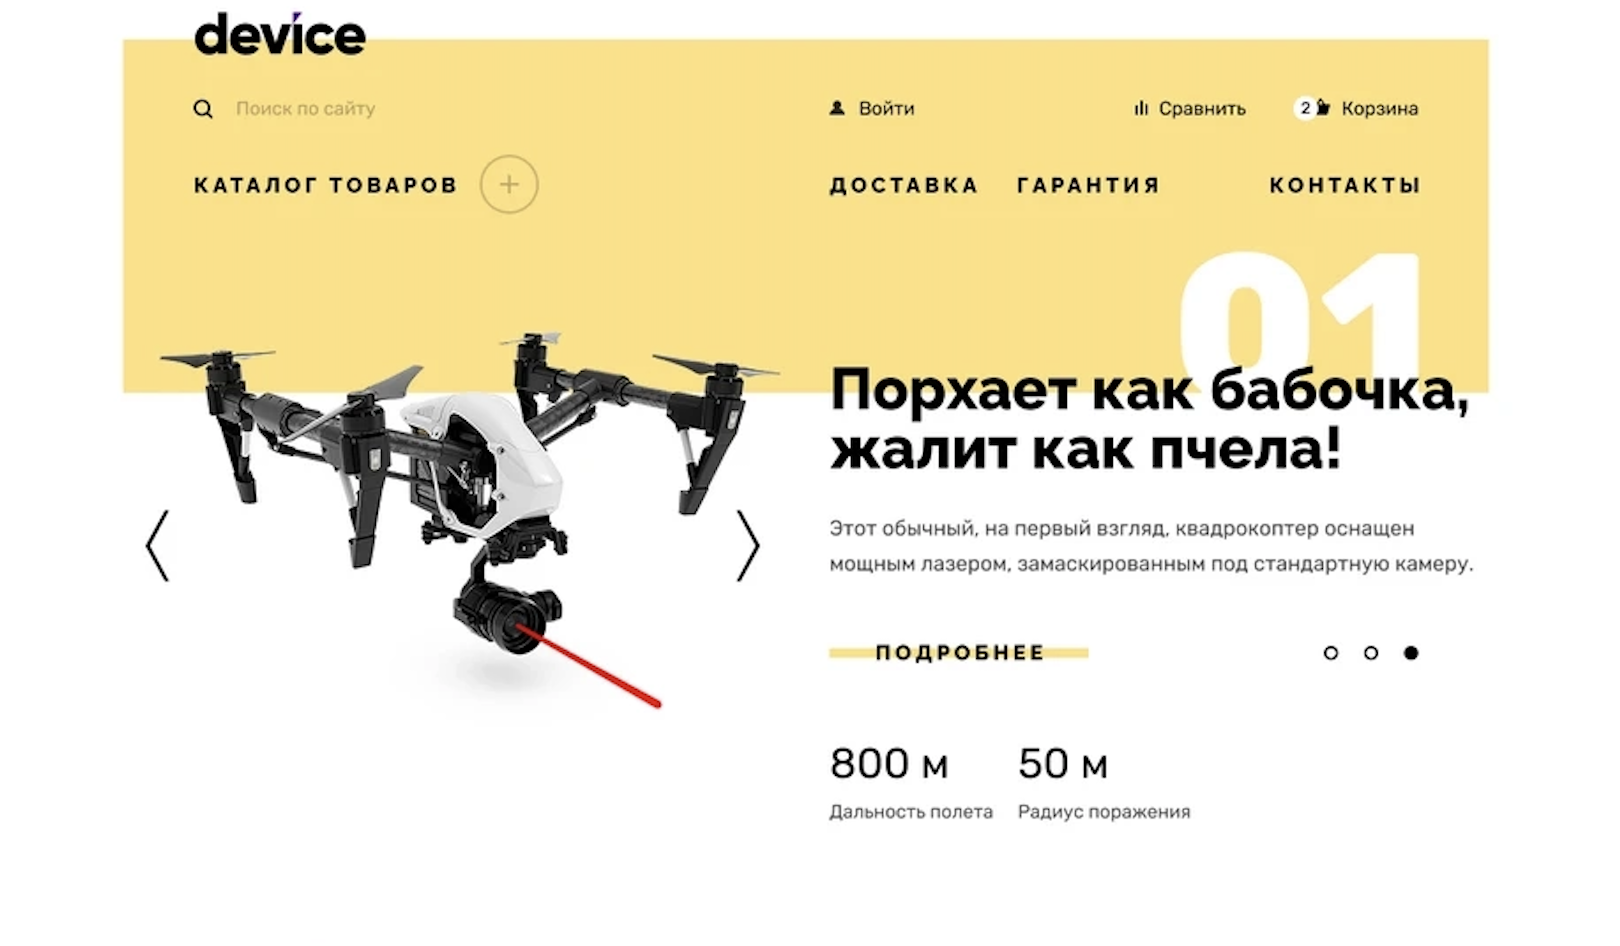 device
Поиск по сайту
Войти
Сравнить
2 Корзина
КАТАЛОГ ТОВАРОВ +
ДОСТАВКА
ГАРАНТИЯ
КОНТАКТЫ
01
Порхает как бабочка,
жалит как пчела!
Этот обычный, на первый взгляд, квадрокоптер оснащен
мощным лазером, замаскированным под стандартную камеру.
ПОДРОБНЕЕ
800 м
Дальность полета
50 м
Радиус поражения